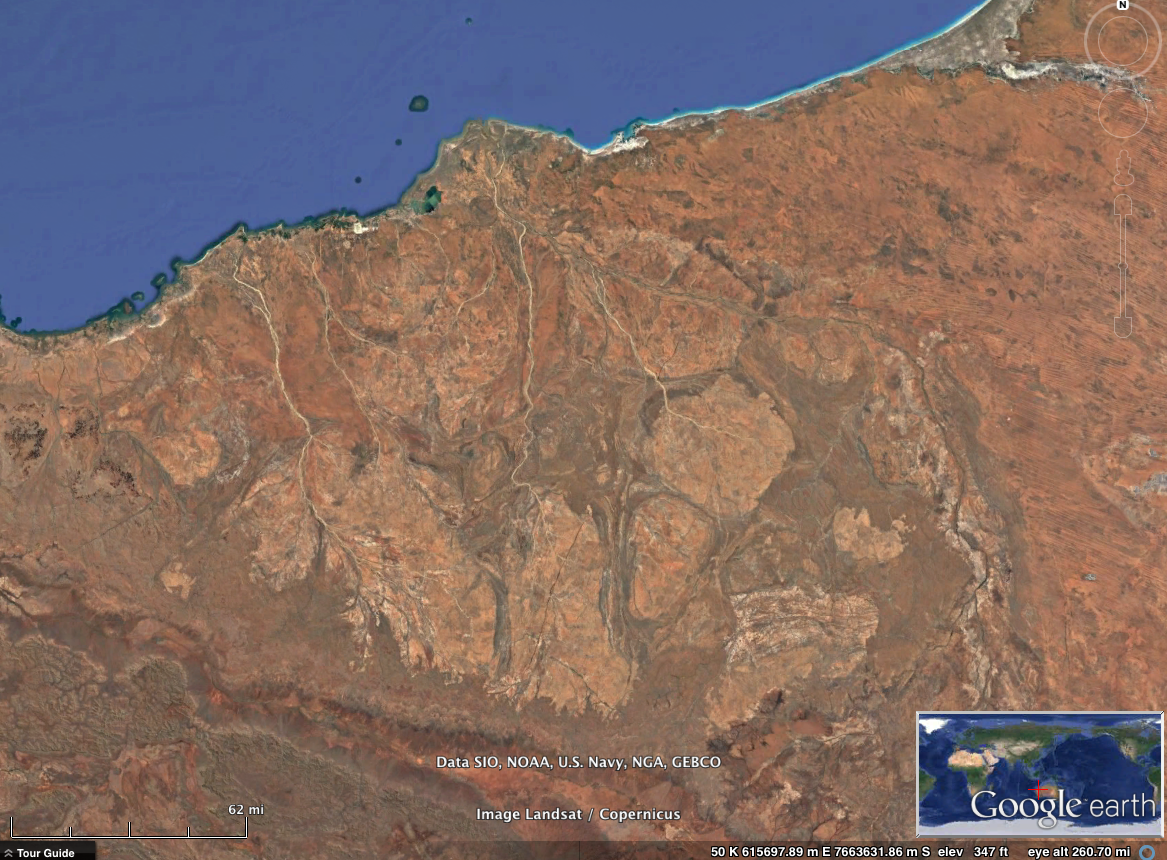 N
Data SIO, NOAA, U.S. Navy, NGA, GEBCO
62 mi
Image Landsat / Copernicus
Google earth
Tour Guide
50 K 615697.89 m E 7663631.86 m S elev 347 ft eye alt 260.70 mi